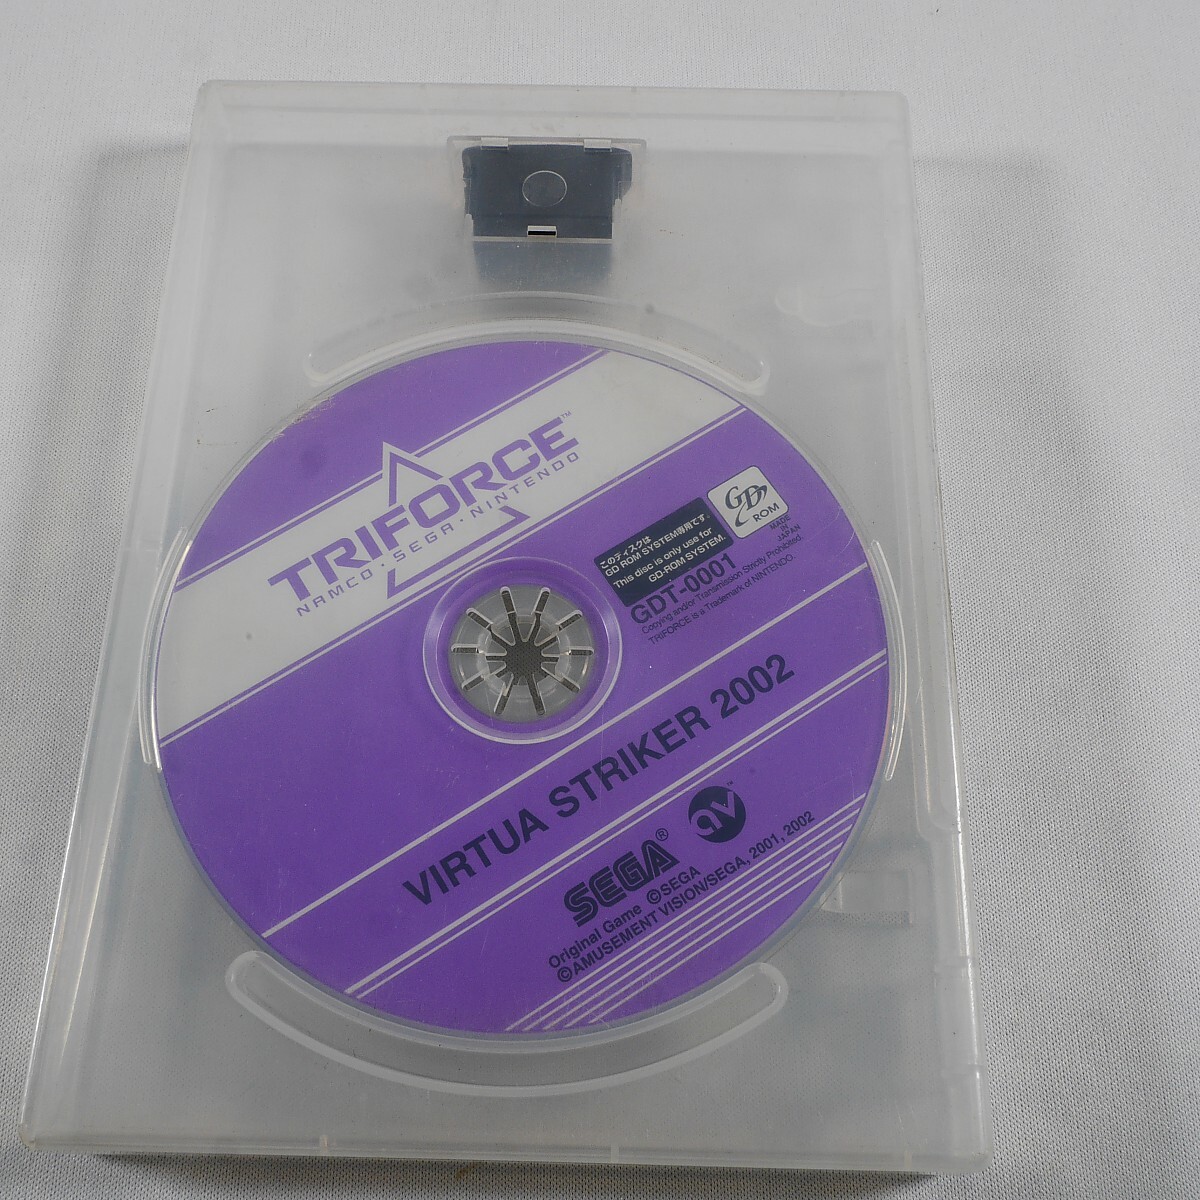 TRIFORCE™
NAMCO・SEGA・NINTENDO
GD
ROM
MADE
IN
JAPAN
このディスクは
GD ROM SYSTEM専用です。
This disc is only use for
GD-ROM SYSTEM.
GDT-0001
Copying and/or Transmission Strictly Prohibited.
TRIFORCE is a Trademark of NINTENDO.
VIRTUA STRIKER 2002
SEGA®
av™
Original Game ©SEGA
©AMUSEMENT VISION/SEGA, 2001, 2002